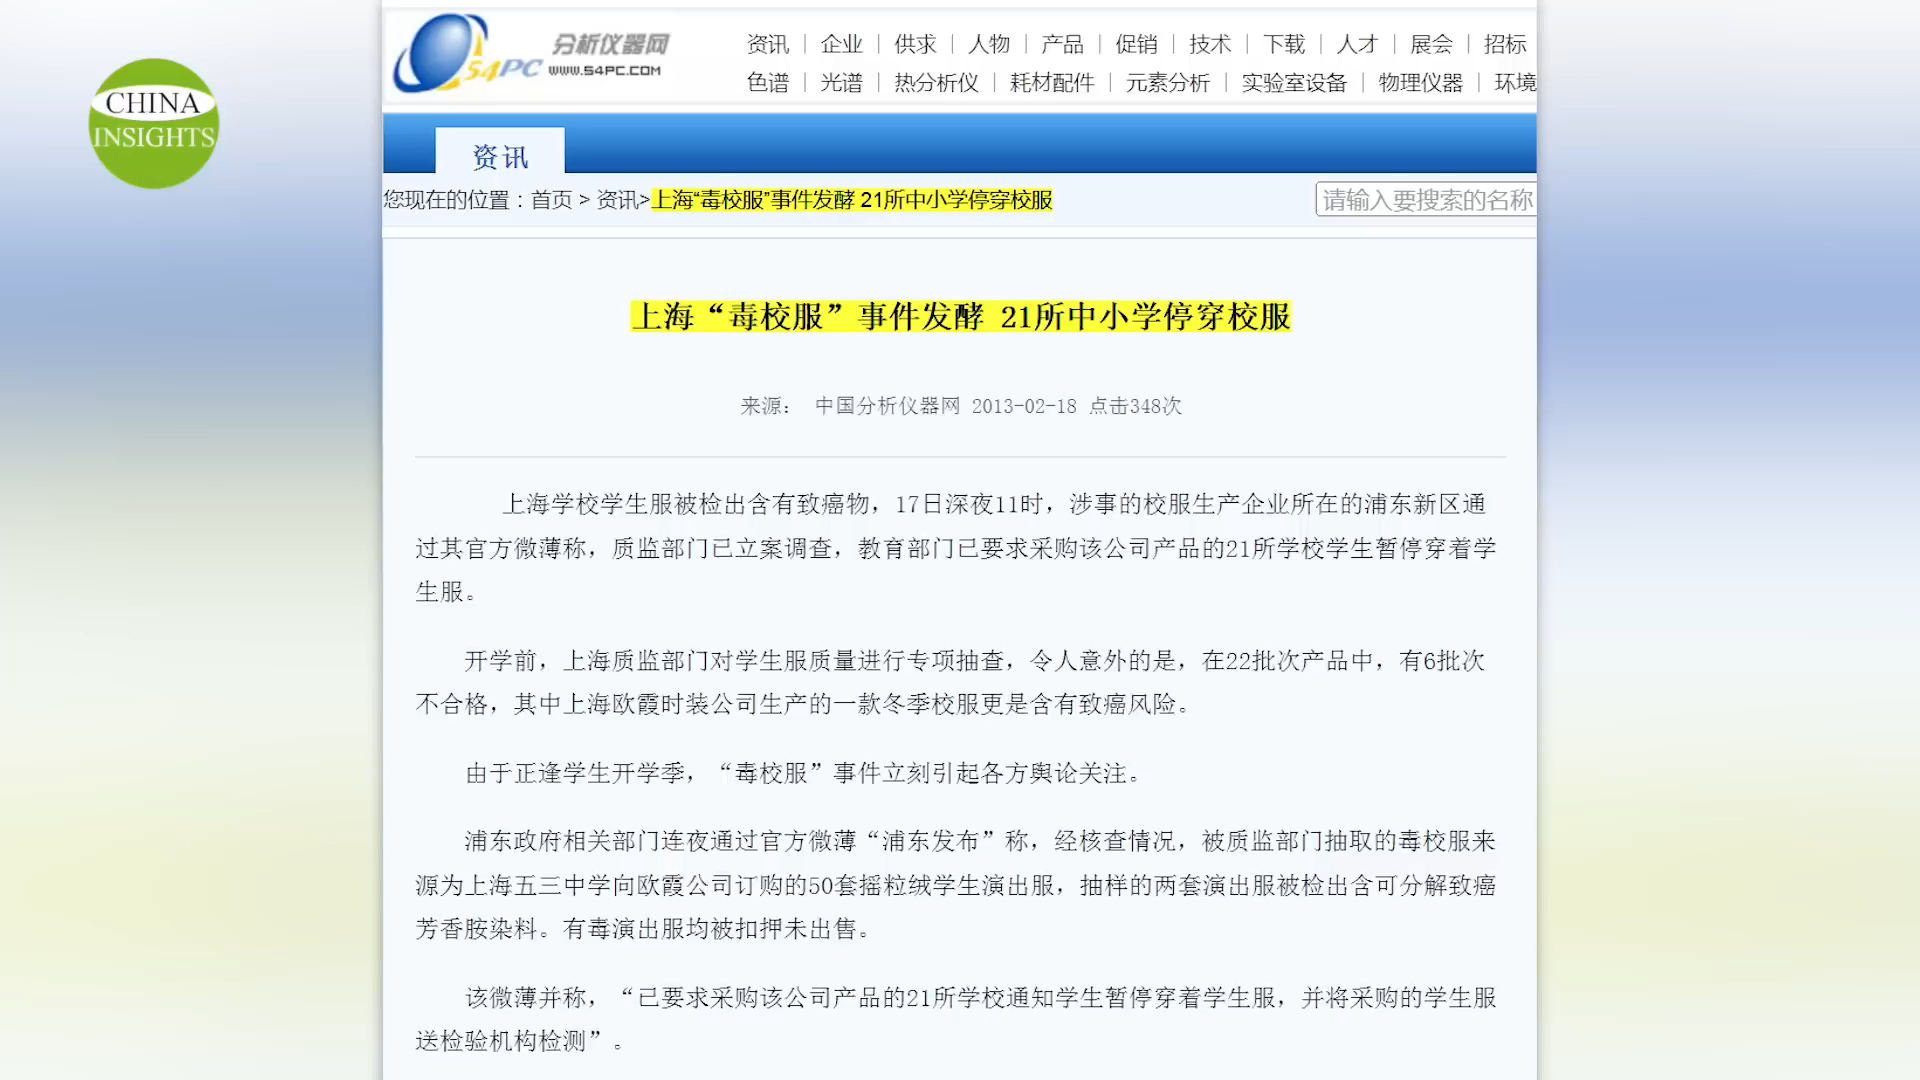 CHINA
INSIGHTS
分析仪器网
54PC www.54pc.com
资讯 | 企业 | 供求 | 人物 | 产品 | 促销 | 技术 | 下载 | 人才 | 展会 | 招标
色谱 | 光谱 | 热分析仪 | 耗材配件 | 元素分析 | 实验室设备 | 物理仪器 | 环境
资讯
您现在的位置：首页 > 资讯>上海“毒校服”事件发酵 21所中小学停穿校服
请输入要搜索的名称
上海“毒校服”事件发酵 21所中小学停穿校服
来源： 中国分析仪器网 2013-02-18 点击348次
上海学校学生服被检出含有致癌物，17日深夜11时，涉事的校服生产企业所在的浦东新区通
过其官方微薄称，质监部门已立案调查，教育部门已要求采购该公司产品的21所学校学生暂停穿着学
生服。
开学前，上海质监部门对学生服质量进行专项抽查，令人意外的是，在22批次产品中，有6批次
不合格，其中上海欧霞时装公司生产的一款冬季校服更是含有致癌风险。
由于正逢学生开学季，“毒校服”事件立刻引起各方舆论关注。
浦东政府相关部门连夜通过官方微薄“浦东发布”称，经核查情况，被质监部门抽取的毒校服来
源为上海五三中学向欧霞公司订购的50套摇粒绒学生演出服，抽样的两套演出服被检出含可分解致癌
芳香胺染料。有毒演出服均被扣押未出售。
该微薄并称，“已要求采购该公司产品的21所学校通知学生暂停穿着学生服，并将采购的学生服
送检验机构检测”。